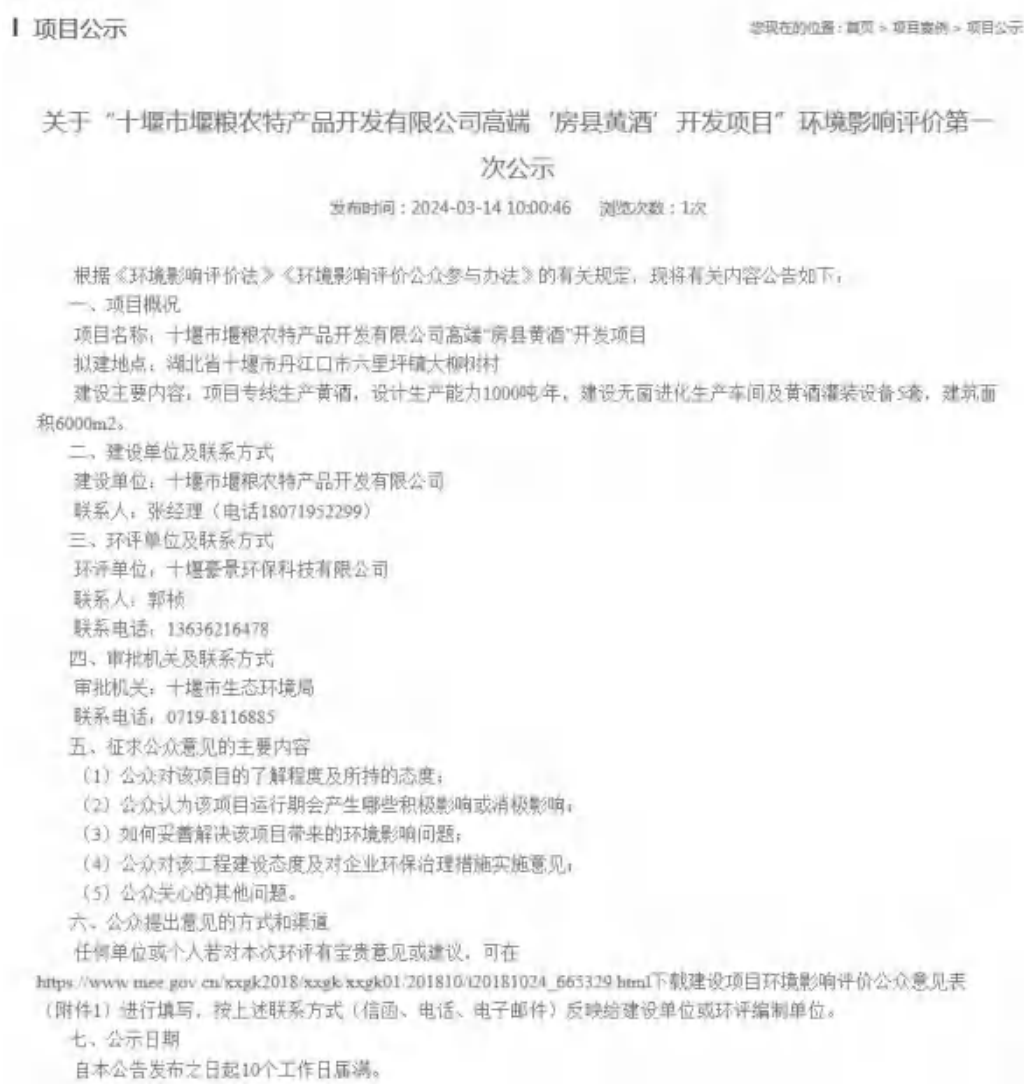 项目公示
您现在的位置：首页 > 项目案例 > 项目公示
关于“十堰市堰粮农特产品开发有限公司高端‘房县黄酒’开发项目”环境影响评价第一
次公示
发布时间：2024-03-14 10:00:46 浏览次数：1次
根据《环境影响评价法》《环境影响评价公众参与办法》的有关规定，现将有关内容公告如下：
一、项目概况
项目名称：十堰市堰粮农特产品开发有限公司高端“房县黄酒”开发项目
拟建地点：湖北省十堰市丹江口市六里坪镇大柳树村
建设主要内容：项目专线生产黄酒，设计生产能力1000吨/年，建设无菌进化生产车间及黄酒灌装设备5套，建筑面
积6000m2。
二、建设单位及联系方式
建设单位：十堰市堰粮农特产品开发有限公司
联系人：张经理（电话18071952299）
三、环评单位及联系方式
环评单位：十堰豪景环保科技有限公司
联系人：郭桢
联系电话：13636216478
四、审批机关及联系方式
审批机关：十堰市生态环境局
联系电话：0719-8116885
五、征求公众意见的主要内容
（1）公众对该项目的了解程度及所持的态度；
（2）公众认为该项目运行期会产生哪些积极影响或消极影响；
（3）如何妥善解决该项目带来的环境影响问题；
（4）公众对该工程建设态度及对企业环保治理措施实施意见；
（5）公众关心的其他问题。
六、公众提出意见的方式和渠道
任何单位或个人若对本次环评有宝贵意见或建议，可在
https://www.mee.gov.cn/xxgk2018/xxgk/xxgk01/201810/t20181024_665329.html下载建设项目环境影响评价公众意见表
（附件1）进行填写，按上述联系方式（信函、电话、电子邮件）反映给建设单位或环评编制单位。
七、公示日期
自本公告发布之日起10个工作日届满。